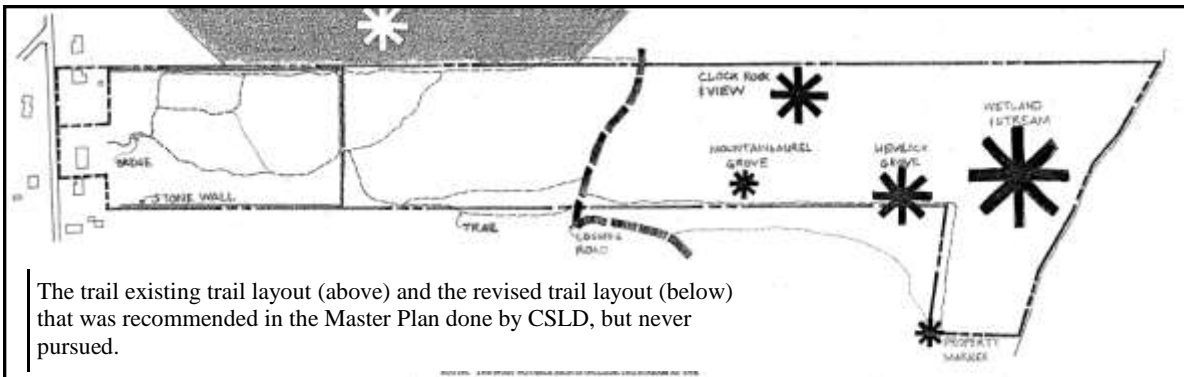 CLOCK ROCK
& VIEW
WETLAND
& STREAM
MOUNTAIN LAUREL
GROVE
HEMLOCK
GROVE
BRIDGE
STONE WALL
TRAIL
LOGGING
ROAD
PROPERTY
MARKER
The trail existing trail layout (above) and the revised trail layout (below)
that was recommended in the Master Plan done by CSLD, but never
pursued.